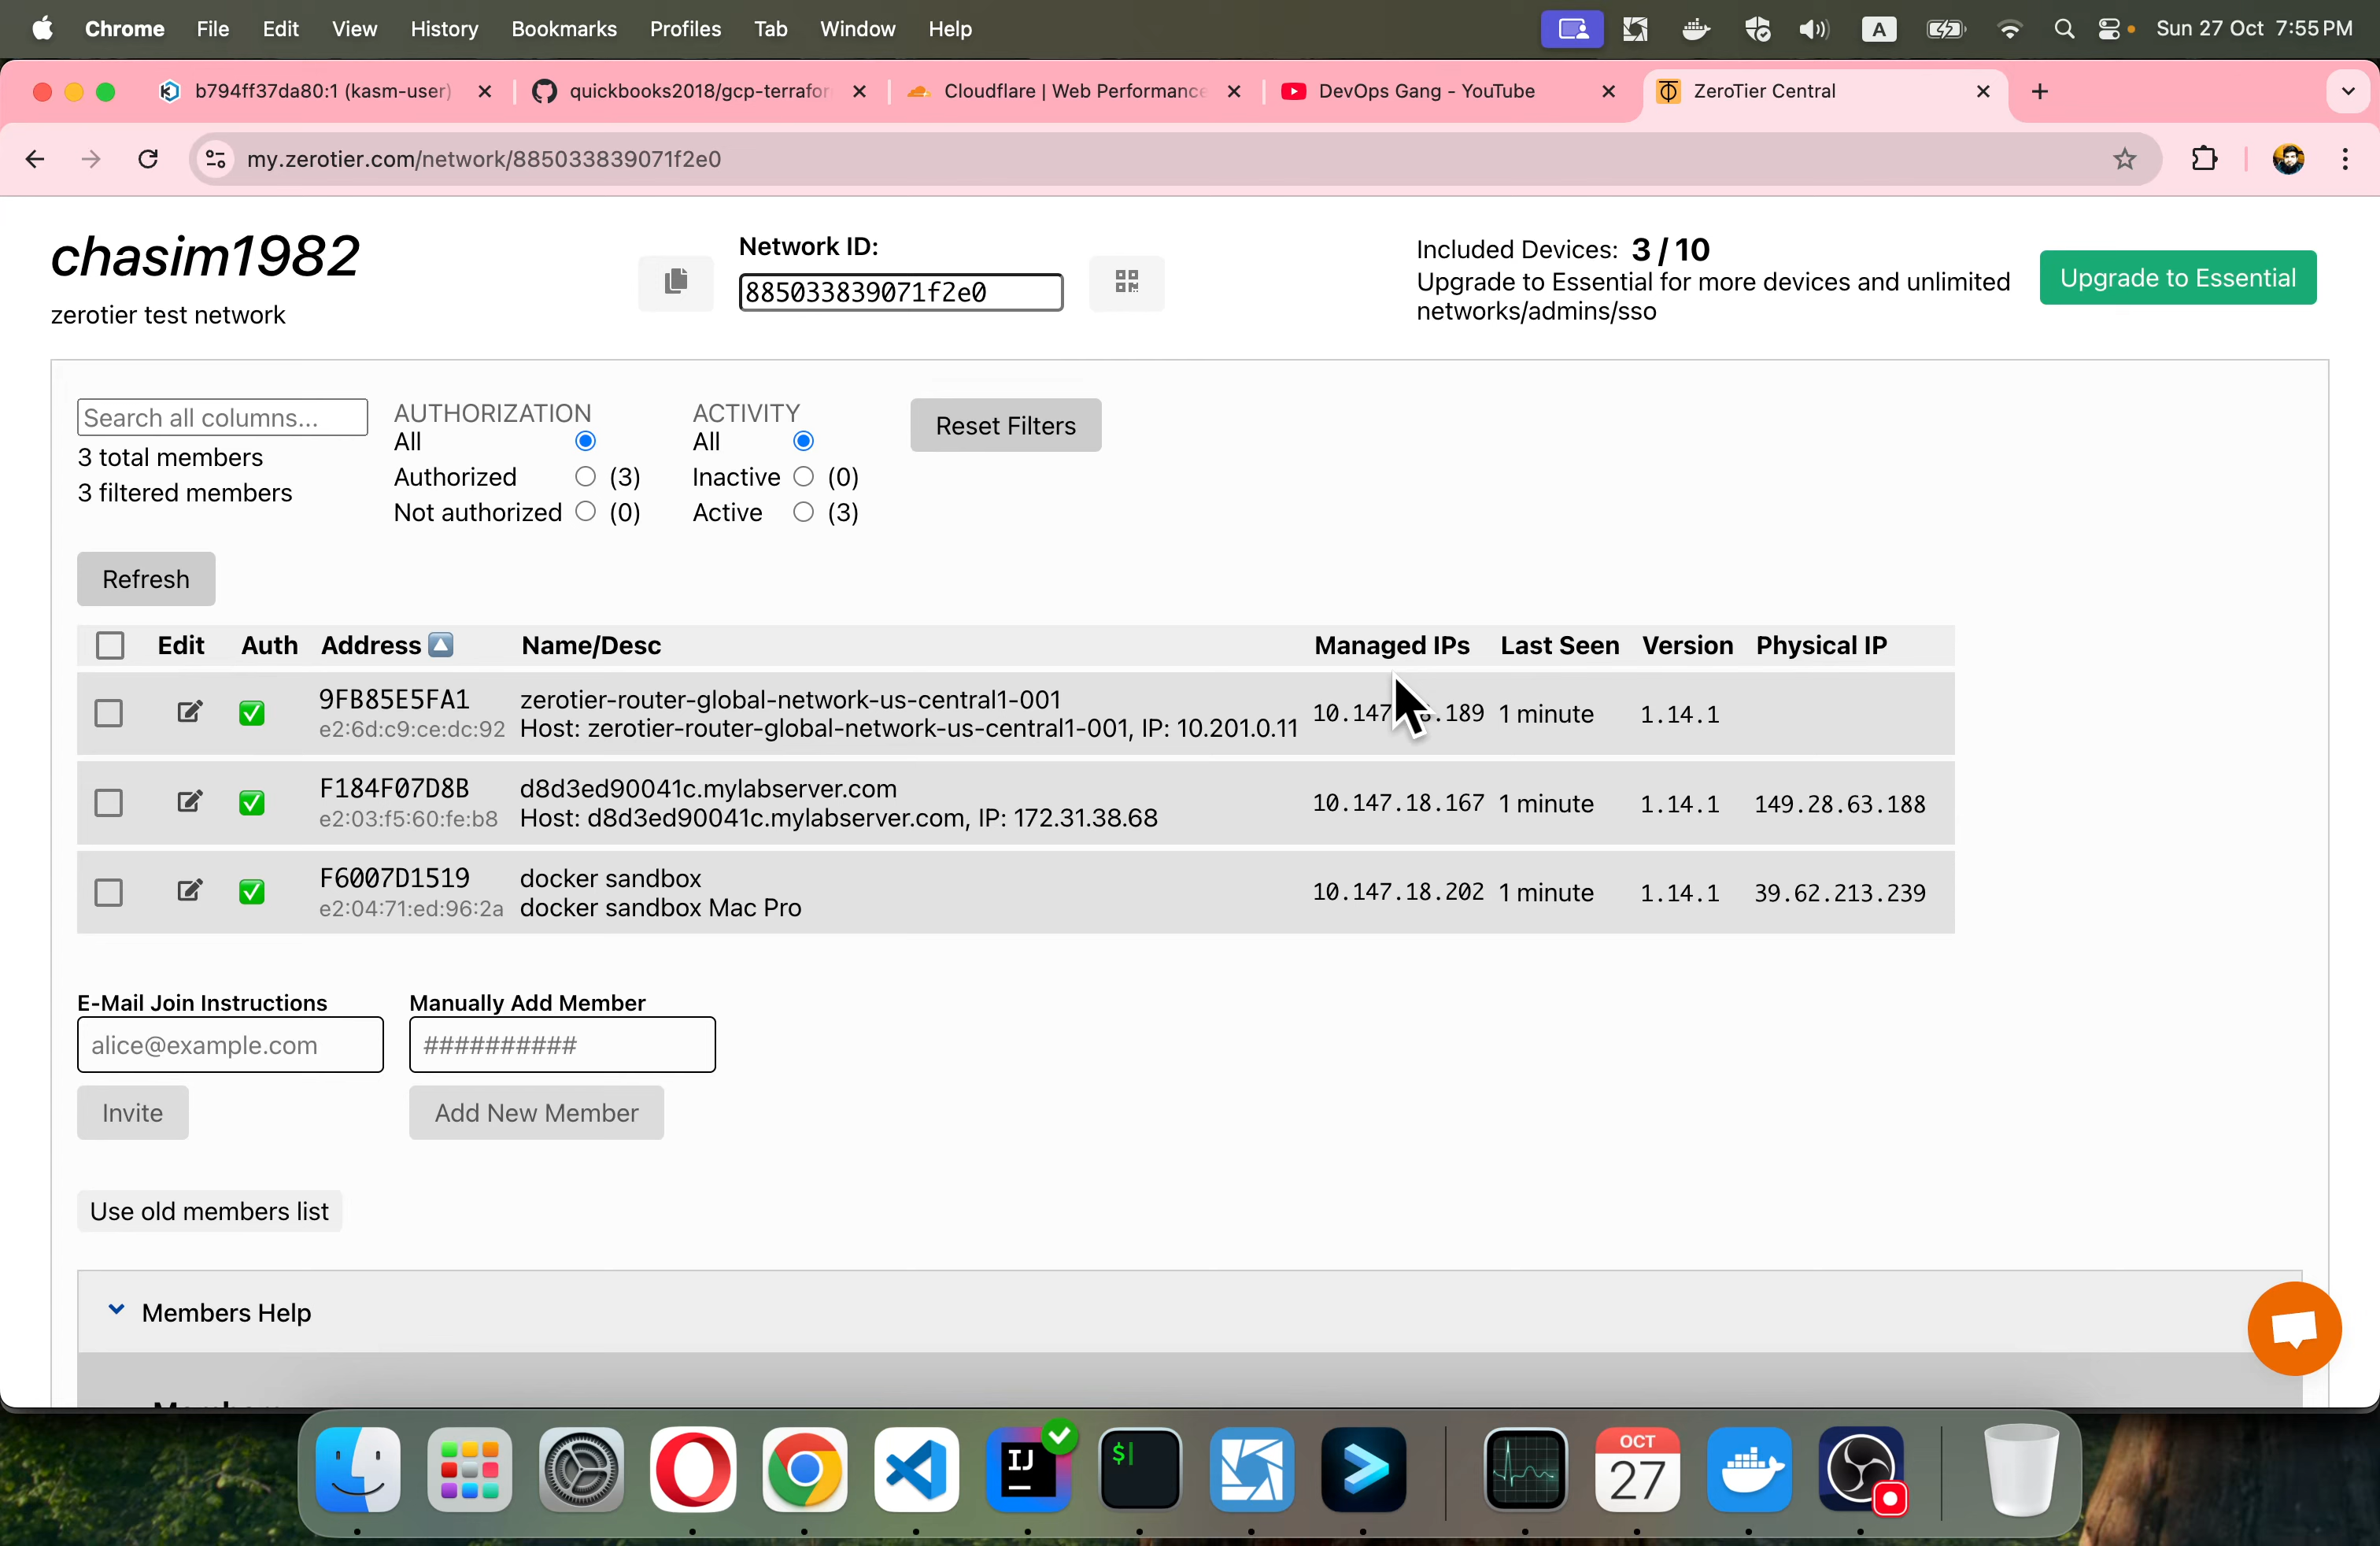 Chrome File Edit View History Bookmarks Profiles Tab Window Help A Sun 27 Oct 7:55 PM
b794ff37da80:1 (kasm-user) quickbooks2018/gcp-terrafor Cloudflare | Web Performance DevOps Gang - YouTube ZeroTier Central
my.zerotier.com/network/885033839071f2e0
chasim1982
zerotier test network
Network ID:
885033839071f2e0
Included Devices: 3 / 10
Upgrade to Essential for more devices and unlimited
networks/admins/sso
Upgrade to Essential
Search all columns...
3 total members
3 filtered members
AUTHORIZATION
All
Authorized (3)
Not authorized (0)
ACTIVITY
All
Inactive (0)
Active (3)
Reset Filters
Refresh
Edit Auth Address Name/Desc Managed IPs Last Seen Version Physical IP
9FB85E5FA1 zerotier-router-global-network-us-central1-001
e2:6d:c9:ce:dc:92 Host: zerotier-router-global-network-us-central1-001, IP: 10.201.0.11 1 minute 1.14.1
F184F07D8B d8d3ed90041c.mylabserver.com
e2:03:f5:60:fe:b8 Host: d8d3ed90041c.mylabserver.com, IP: 172.31.38.68 10.147.18.167 1 minute 1.14.1 149.28.63.188
F6007D1519 docker sandbox
e2:04:71:ed:96:2a docker sandbox Mac Pro 10.147.18.202 1 minute 1.14.1 39.62.213.239
E-Mail Join Instructions
alice@example.com
Invite
Manually Add Member
##########
Add New Member
Use old members list
Members Help
IJ
$
OCT
27